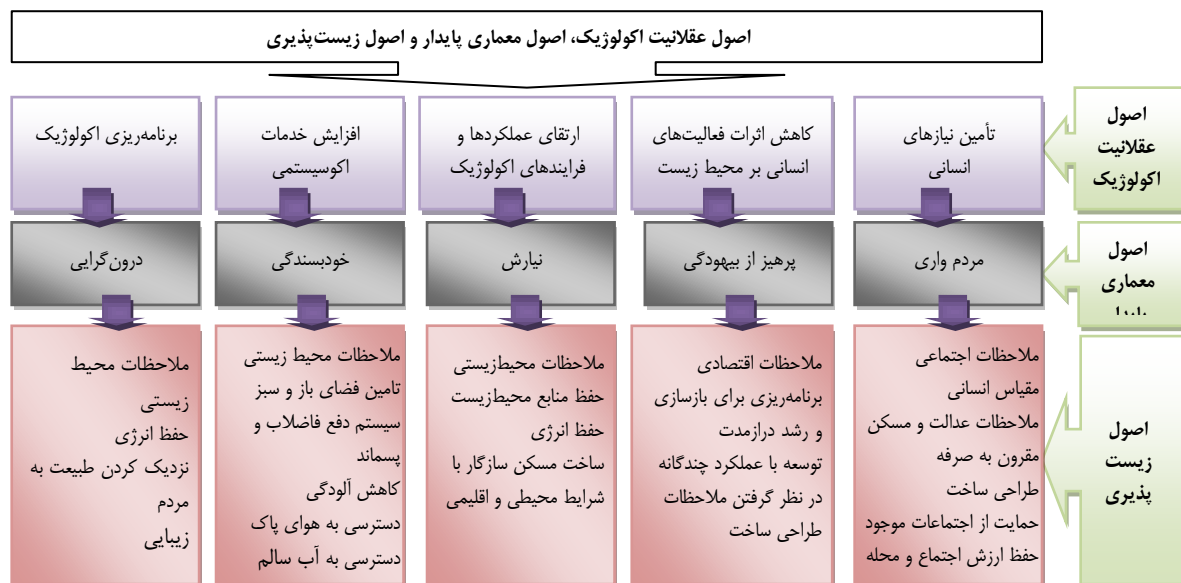 اصول عقلانیت اکولوژیک، اصول معماری پایدار و اصول زیست‌پذیری
اصول
عقلانیت
اکولوژیک
تأمین نیازهای
انسانی
کاهش اثرات فعالیت‌های
انسانی بر محیط زیست
ارتقای عملکردها و
فرایندهای اکولوژیک
افزایش خدمات
اکوسیستمی
برنامه‌ریزی اکولوژیک
اصول
معماری
پایدار
مردم واری
پرهیز از بیهودگی
نیارش
خودبسندگی
درون‌گرایی
اصول
زیست
پذیری
ملاحظات اجتماعی
مقیاس انسانی
ملاحظات عدالت و مسکن
مقرون به صرفه
طراحی ساخت
حمایت از اجتماعات موجود
حفظ ارزش اجتماع و محله
ملاحظات اقتصادی
برنامه‌ریزی برای بازسازی
و رشد درازمدت
توسعه با عملکرد چندگانه
در نظر گرفتن ملاحظات
طراحی ساخت
ملاحظات محیط‌زیستی
حفظ منابع محیط‌زیست
حفظ انرژی
ساخت مسکن سازگار با
شرایط محیطی و اقلیمی
ملاحظات محیط زیستی
تامین فضای باز و سبز
سیستم دفع فاضلاب و
پسماند
کاهش آلودگی
دسترسی به هوای پاک
دسترسی به آب سالم
ملاحظات محیط
زیستی
حفظ انرژی
نزدیک کردن طبیعت به
مردم
زیبایی